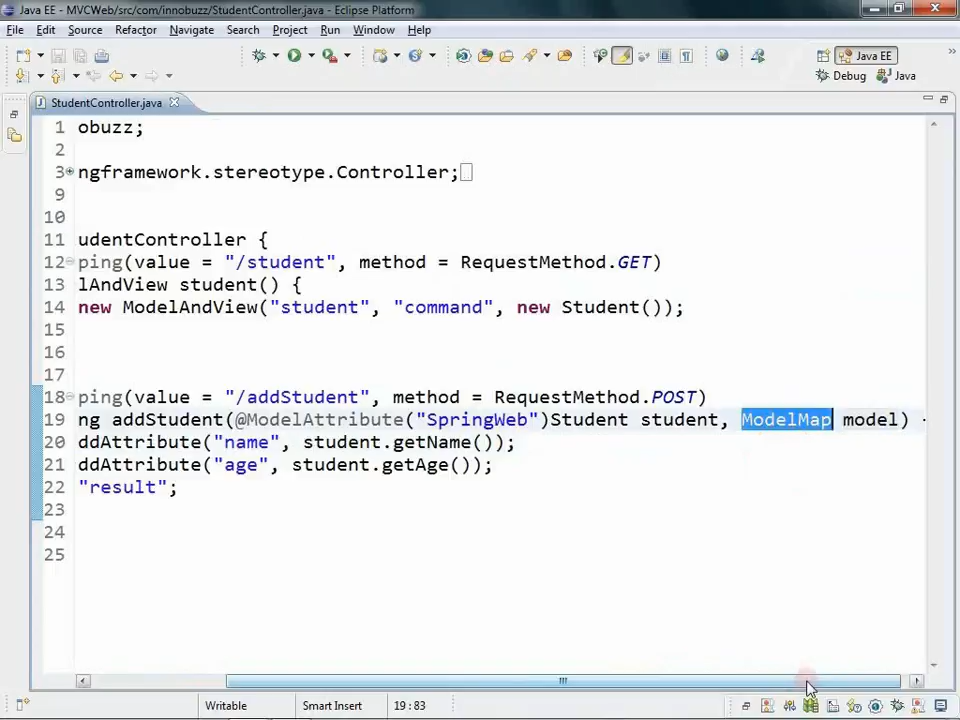 Java EE - MVCWeb/src/com/innobuzz/StudentController.java - Eclipse Platform
File Edit Source Refactor Navigate Search Project Run Window Help
Java EE
Debug Java
StudentController.java
1 obuzz;
2
3 ngframework.stereotype.Controller;
9
10
11 udentController {
12 ping(value = "/student", method = RequestMethod.GET)
13 lAndView student() {
14 new ModelAndView("student", "command", new Student());
15
16
17
18 ping(value = "/addStudent", method = RequestMethod.POST)
19 ng addStudent(@ModelAttribute("SpringWeb")Student student, ModelMap model)
20 ddAttribute("name", student.getName());
21 ddAttribute("age", student.getAge());
22 "result";
23
24
25
Writable Smart Insert 19 : 83